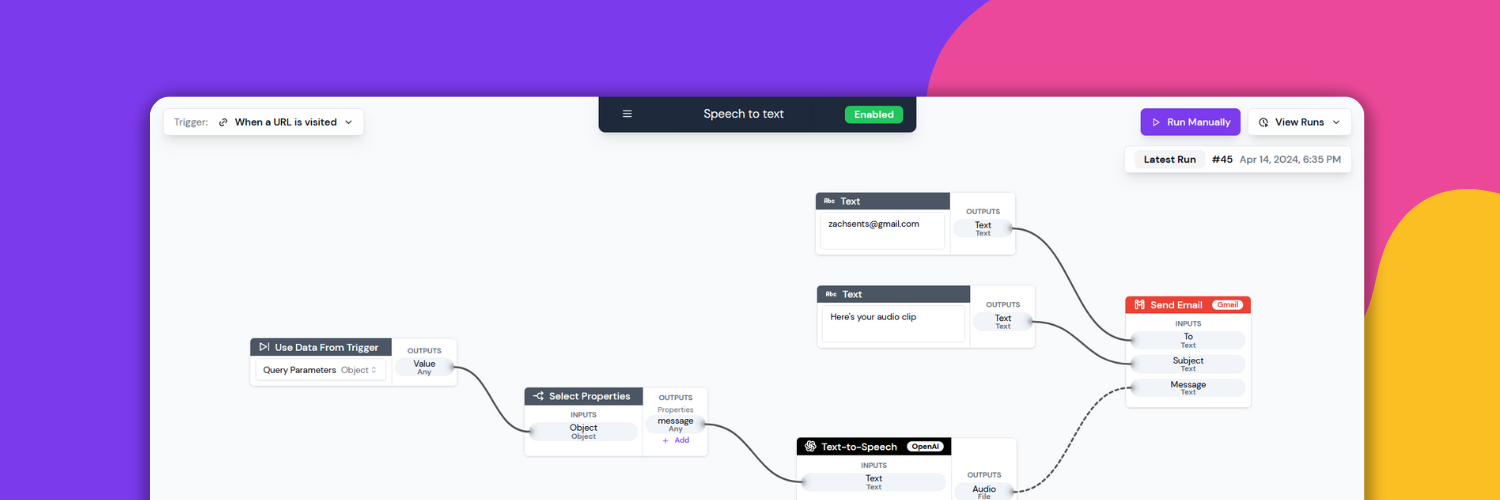 Trigger: When a URL is visited
Speech to text
Enabled
Run Manually
View Runs
Latest Run #45 Apr 14, 2024, 6:35 PM
Abc Text
zachsents@gmail.com
OUTPUTS
Text
Text
Abc Text
Here's your audio clip
OUTPUTS
Text
Text
Send Email Gmail
INPUTS
To
Text
Subject
Text
Message
Text
Use Data From Trigger
Query Parameters Object
OUTPUTS
Value
Any
Select Properties
INPUTS
Object
Object
OUTPUTS
Properties
message
Any
+ Add
Text-to-Speech OpenAI
INPUTS
Text
Text
OUTPUTS
Audio
File